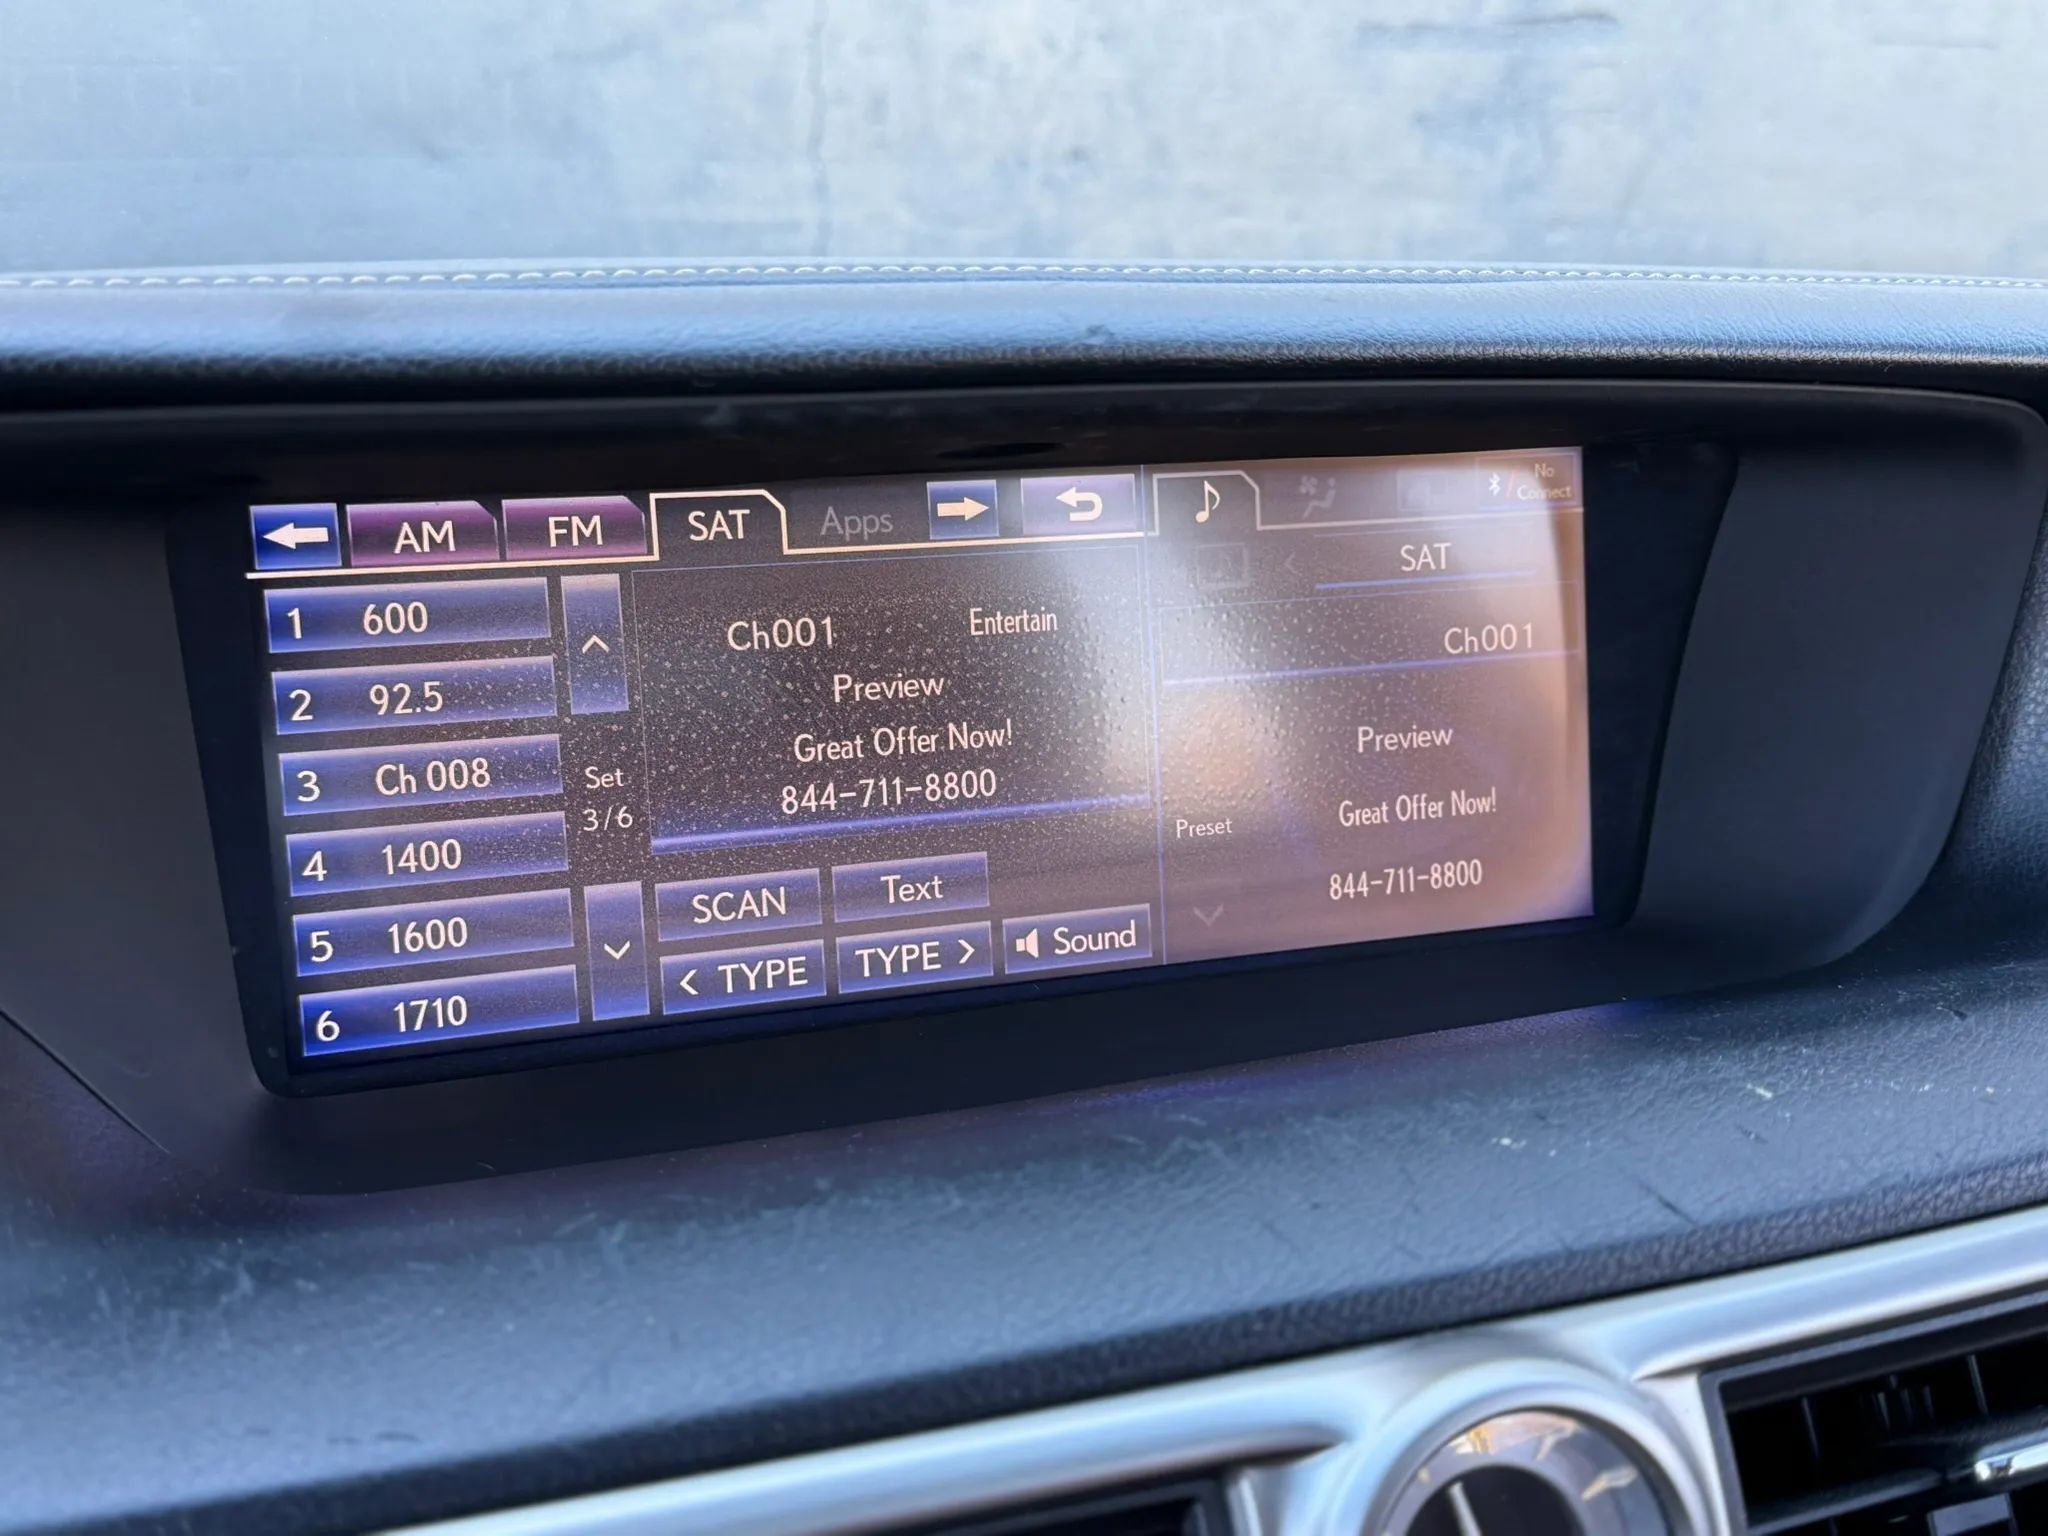 AM FM SAT Apps
1 600
2 92.5
3 Ch 008
4 1400
5 1600
6 1710
Set
3/6
Ch001 Entertain
Preview
Great Offer Now!
844-711-8800
SCAN Text
< TYPE TYPE > Sound
No
Connect
SAT
Ch001
Preview
Great Offer Now!
Preset
844-711-8800